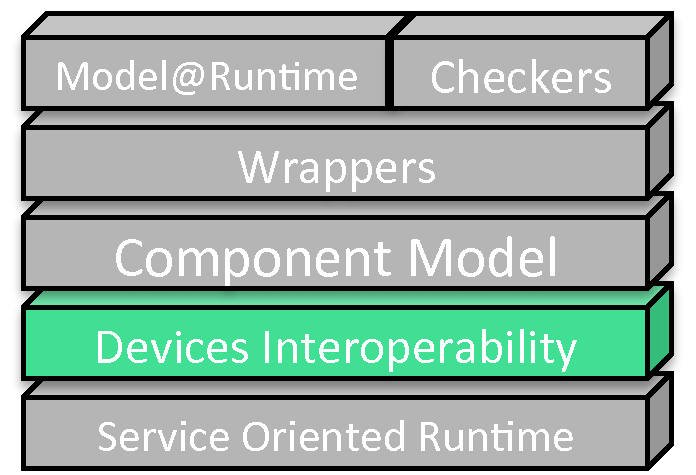 Model@Runtime
Checkers
Wrappers
Component Model
Devices Interoperability
Service Oriented Runtime